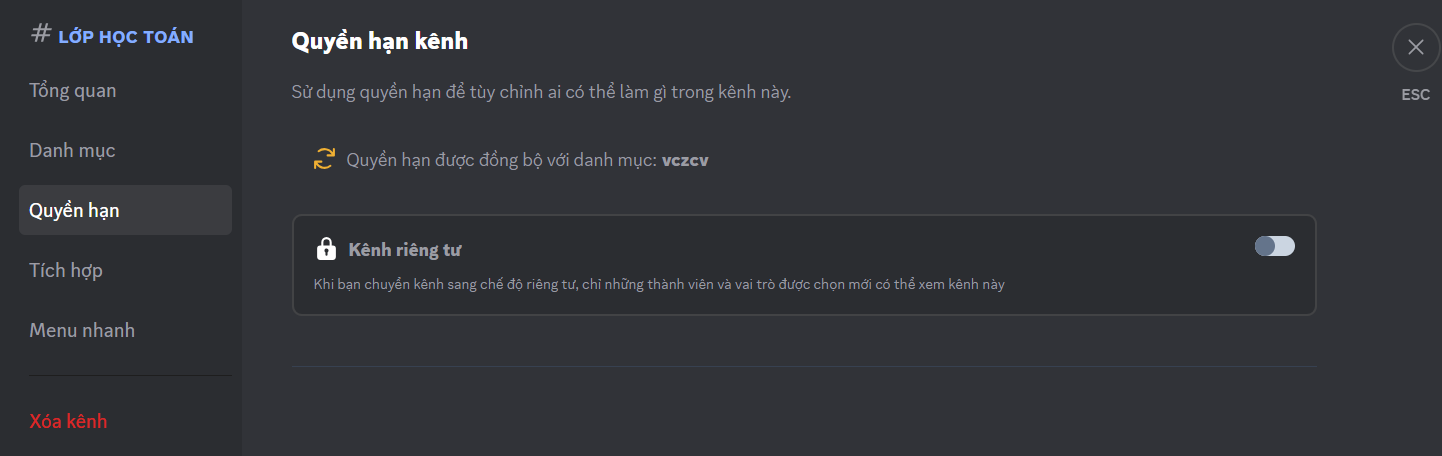 # LỚP HỌC TOÁN
Tổng quan
Danh mục
Quyền hạn
Tích hợp
Menu nhanh
Xóa kênh
Quyền hạn kênh
Sử dụng quyền hạn để tùy chỉnh ai có thể làm gì trong kênh này.
Quyền hạn được đồng bộ với danh mục: vczcv
Kênh riêng tư
Khi bạn chuyển kênh sang chế độ riêng tư, chỉ những thành viên và vai trò được chọn mới có thể xem kênh này
ESC